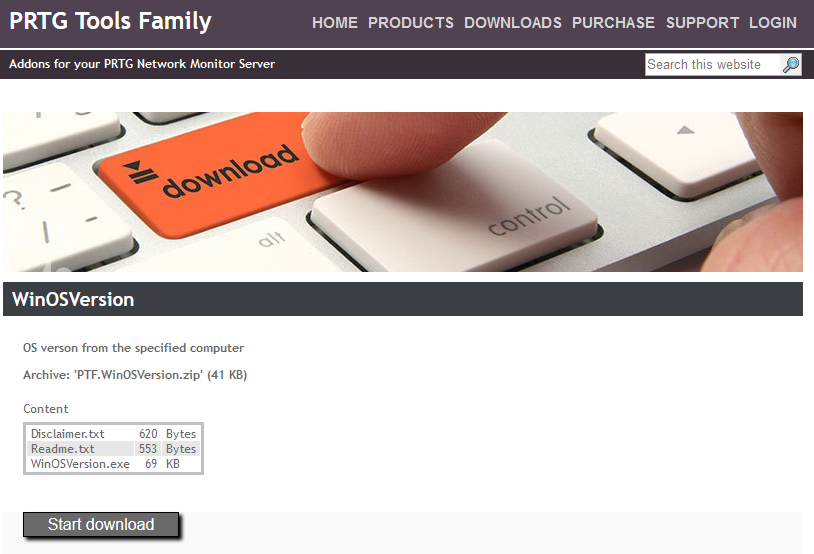 PRTG Tools Family
HOME PRODUCTS DOWNLOADS PURCHASE SUPPORT LOGIN
Addons for your PRTG Network Monitor Server
Search this website
download
alt
control
WinOSVersion
OS verson from the specified computer
Archive: 'PTF.WinOSVersion.zip' (41 KB)
Content
Disclaimer.txt 620 Bytes
Readme.txt 553 Bytes
WinOSVersion.exe 69 KB
Start download